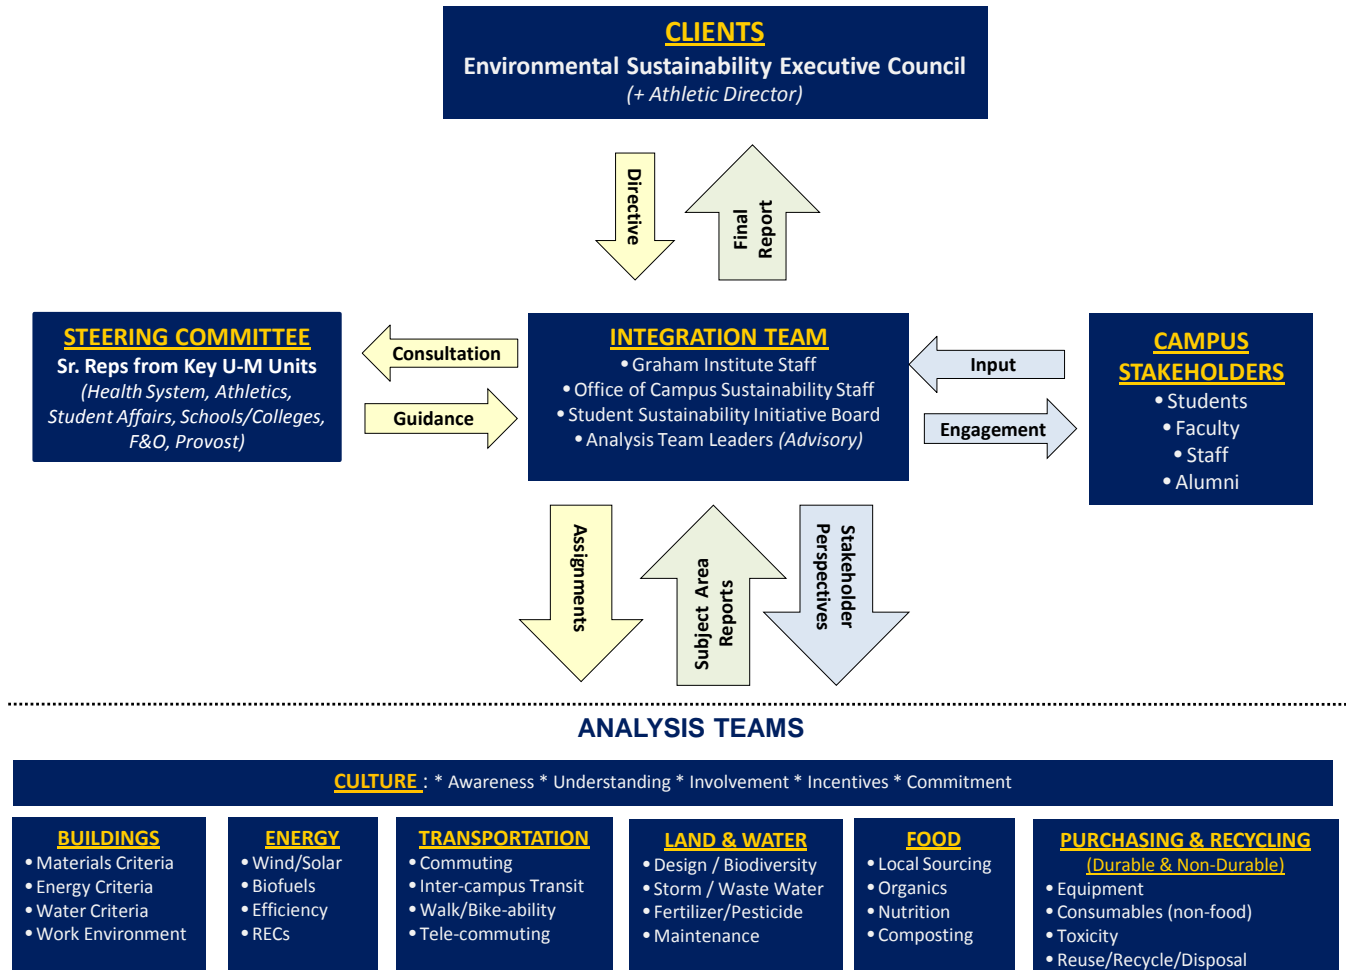 CLIENTS
Environmental Sustainability Executive Council
(+ Athletic Director)
Directive
Final
Report
STEERING COMMITTEE
Sr. Reps from Key U-M Units
(Health System, Athletics,
Student Affairs, Schools/Colleges,
F&O, Provost)
Consultation
Guidance
INTEGRATION TEAM
• Graham Institute Staff
• Office of Campus Sustainability Staff
• Student Sustainability Initiative Board
• Analysis Team Leaders (Advisory)
Input
Engagement
CAMPUS
STAKEHOLDERS
• Students
• Faculty
• Staff
• Alumni
Assignments
Subject Area
Reports
Stakeholder
Perspectives
ANALYSIS TEAMS
CULTURE : * Awareness * Understanding * Involvement * Incentives * Commitment
BUILDINGS
• Materials Criteria
• Energy Criteria
• Water Criteria
• Work Environment
ENERGY
• Wind/Solar
• Biofuels
• Efficiency
• RECs
TRANSPORTATION
• Commuting
• Inter-campus Transit
• Walk/Bike-ability
• Tele-commuting
LAND & WATER
• Design / Biodiversity
• Storm / Waste Water
• Fertilizer/Pesticide
• Maintenance
FOOD
• Local Sourcing
• Organics
• Nutrition
• Composting
PURCHASING & RECYCLING
(Durable & Non-Durable)
• Equipment
• Consumables (non-food)
• Toxicity
• Reuse/Recycle/Disposal